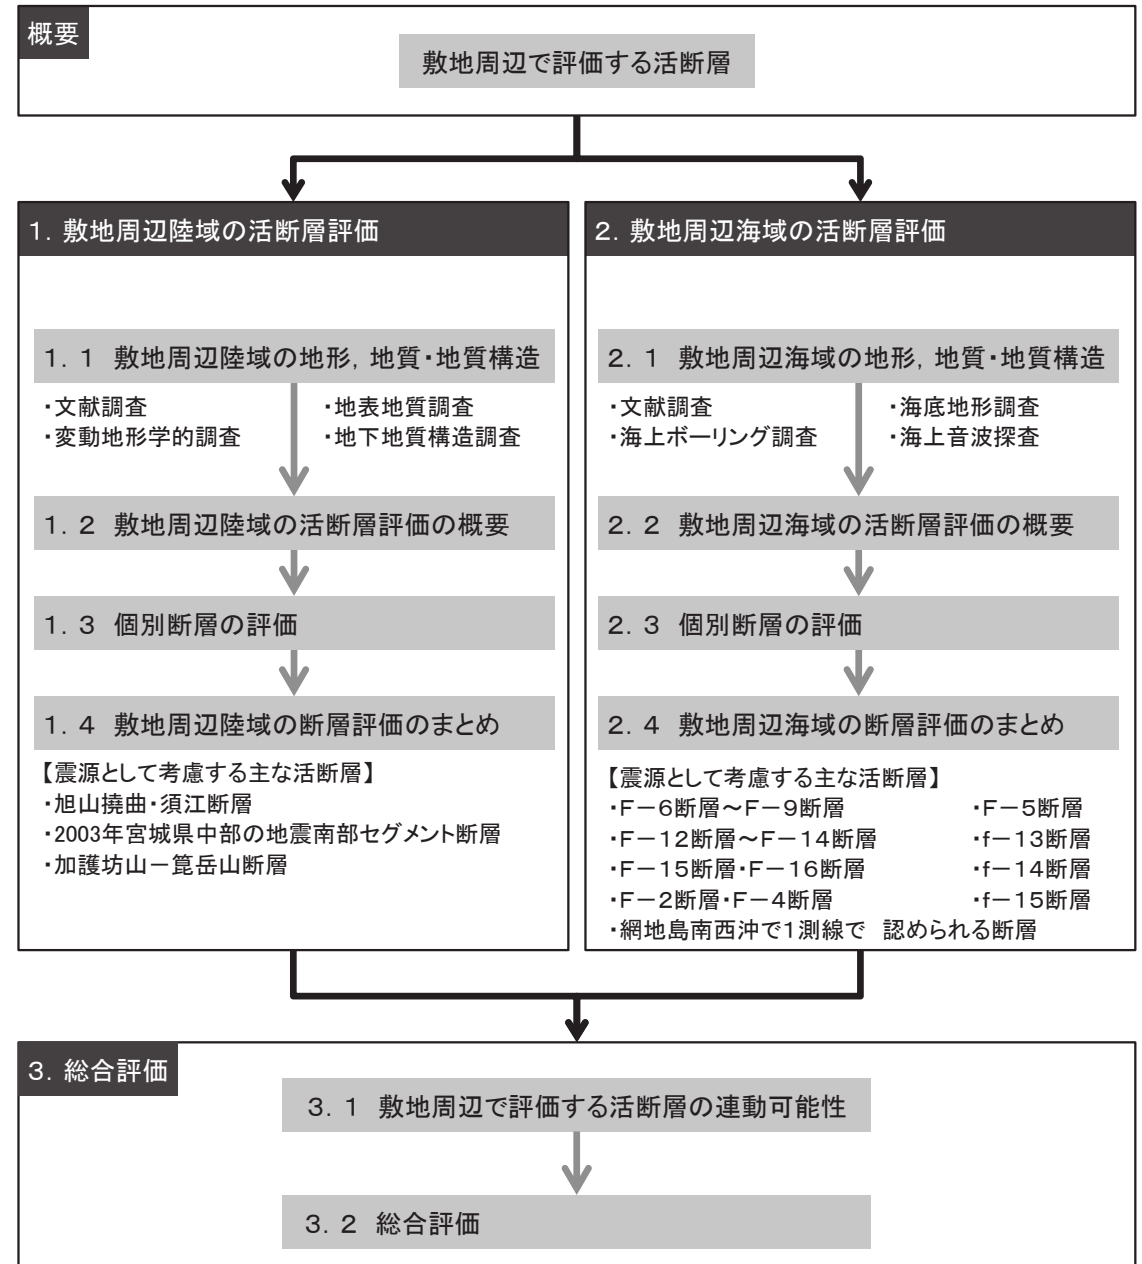 概要
敷地周辺で評価する活断層
1. 敷地周辺陸域の活断層評価
1. 1 敷地周辺陸域の地形, 地質・地質構造
・文献調査
・地表地質調査
・変動地形学的調査
・地下地質構造調査
1. 2 敷地周辺陸域の活断層評価の概要
1. 3 個別断層の評価
1. 4 敷地周辺陸域の断層評価のまとめ
【震源として考慮する主な活断層】
・旭山撓曲・須江断層
・2003年宮城県中部の地震南部セグメント断層
・加護坊山－箟岳山断層
2. 敷地周辺海域の活断層評価
2. 1 敷地周辺海域の地形, 地質・地質構造
・文献調査
・海底地形調査
・海上ボーリング調査
・海上音波探査
2. 2 敷地周辺海域の活断層評価の概要
2. 3 個別断層の評価
2. 4 敷地周辺海域の断層評価のまとめ
【震源として考慮する主な活断層】
・F－6断層～F－9断層
・F－5断層
・F－12断層～F－14断層
・f－13断層
・F－15断層・F－16断層
・f－14断層
・F－2断層・F－4断層
・f－15断層
・網地島南西沖で1測線で 認められる断層
3. 総合評価
3. 1 敷地周辺で評価する活断層の連動可能性
3. 2 総合評価